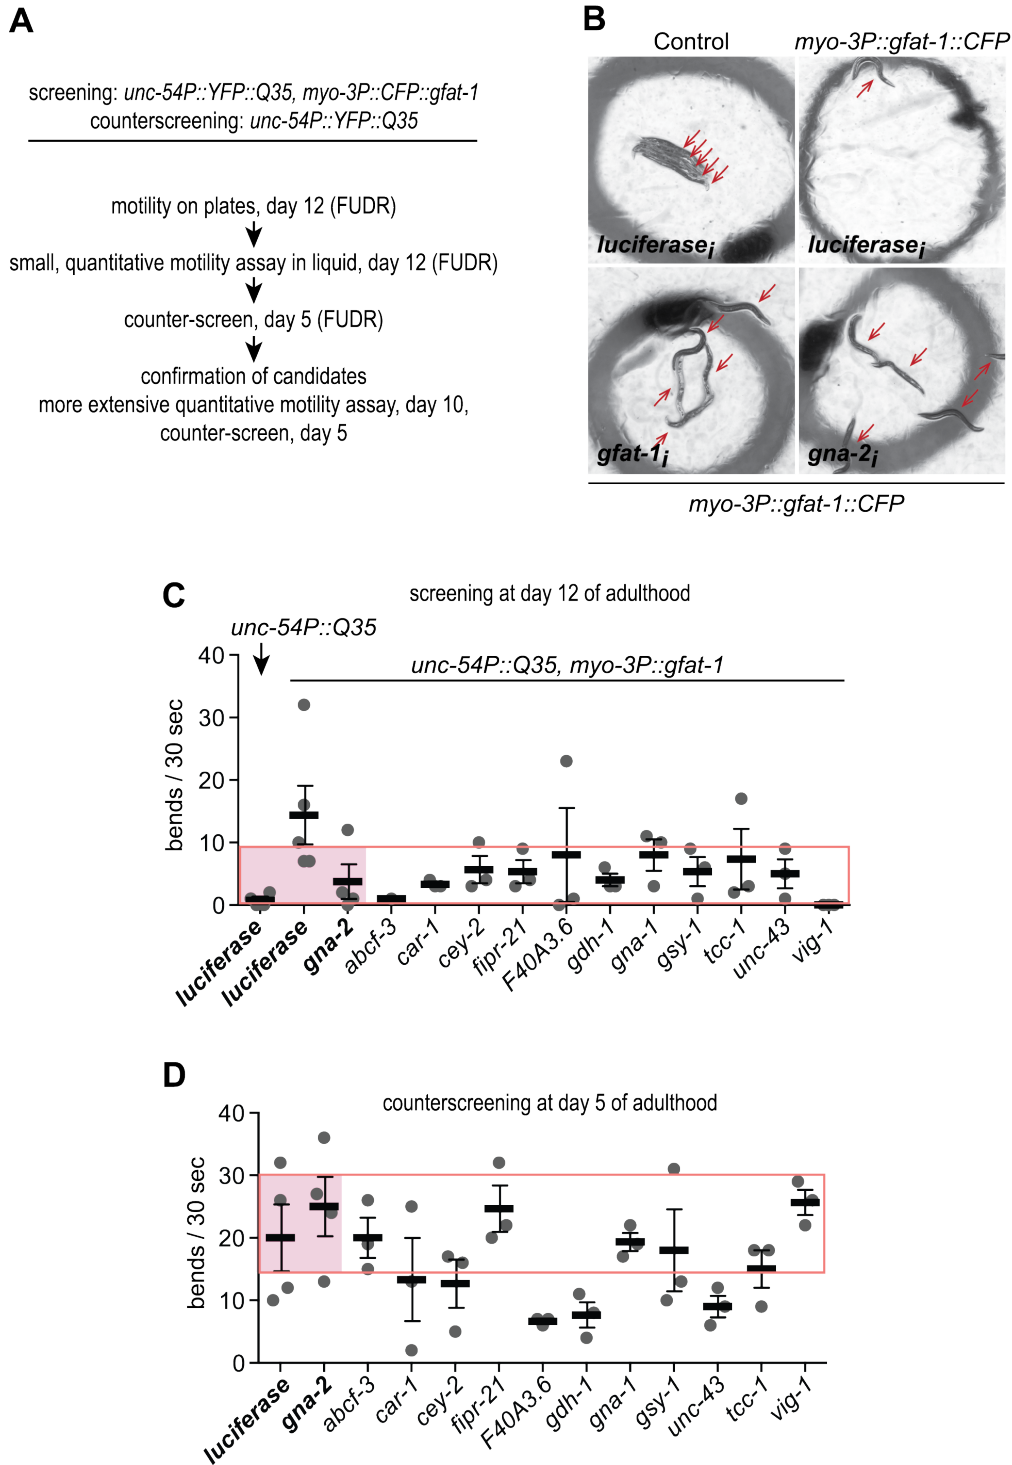 A
screening: unc-54P::YFP::Q35, myo-3P::CFP::gfat-1
counterscreening: unc-54P::YFP::Q35
motility on plates, day 12 (FUDR)
small, quantitative motility assay in liquid, day 12 (FUDR)
counter-screen, day 5 (FUDR)
confirmation of candidates
more extensive quantitative motility assay, day 10,
counter-screen, day 5
B
Control
myo-3P::gfat-1::CFP
luciferase i
luciferase i
gfat-1 i
gna-2 i
myo-3P::gfat-1::CFP
C
screening at day 12 of adulthood
unc-54P::Q35
unc-54P::Q35, myo-3P::gfat-1
bends / 30 sec
40
30
20
10
0
luciferase
luciferase
gna-2
abcf-3
car-1
cey-2
fipr-21
F40A3.6
gdh-1
gna-1
gsy-1
tcc-1
unc-43
vig-1
D
counterscreening at day 5 of adulthood
bends / 30 sec
40
30
20
10
0
luciferase
gna-2
abcf-3
car-1
cey-2
fipr-21
F40A3.6
gdh-1
gna-1
gsy-1
unc-43
tcc-1
vig-1